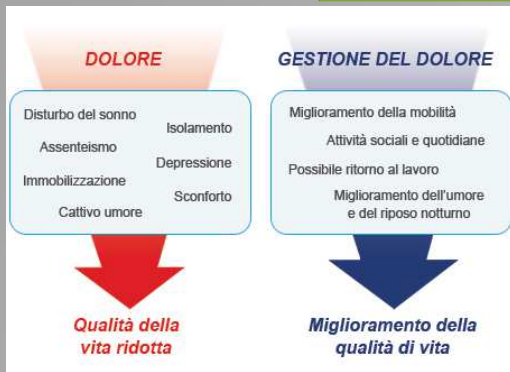 DOLORE
Disturbo del sonno
Isolamento
Assenteismo
Depressione
Immobilizzazione
Sconforto
Cattivo umore
Qualità della
vita ridotta
GESTIONE DEL DOLORE
Miglioramento della mobilità
Attività sociali e quotidiane
Possibile ritorno al lavoro
Miglioramento dell'umore
e del riposo notturno
Miglioramento della
qualità di vita